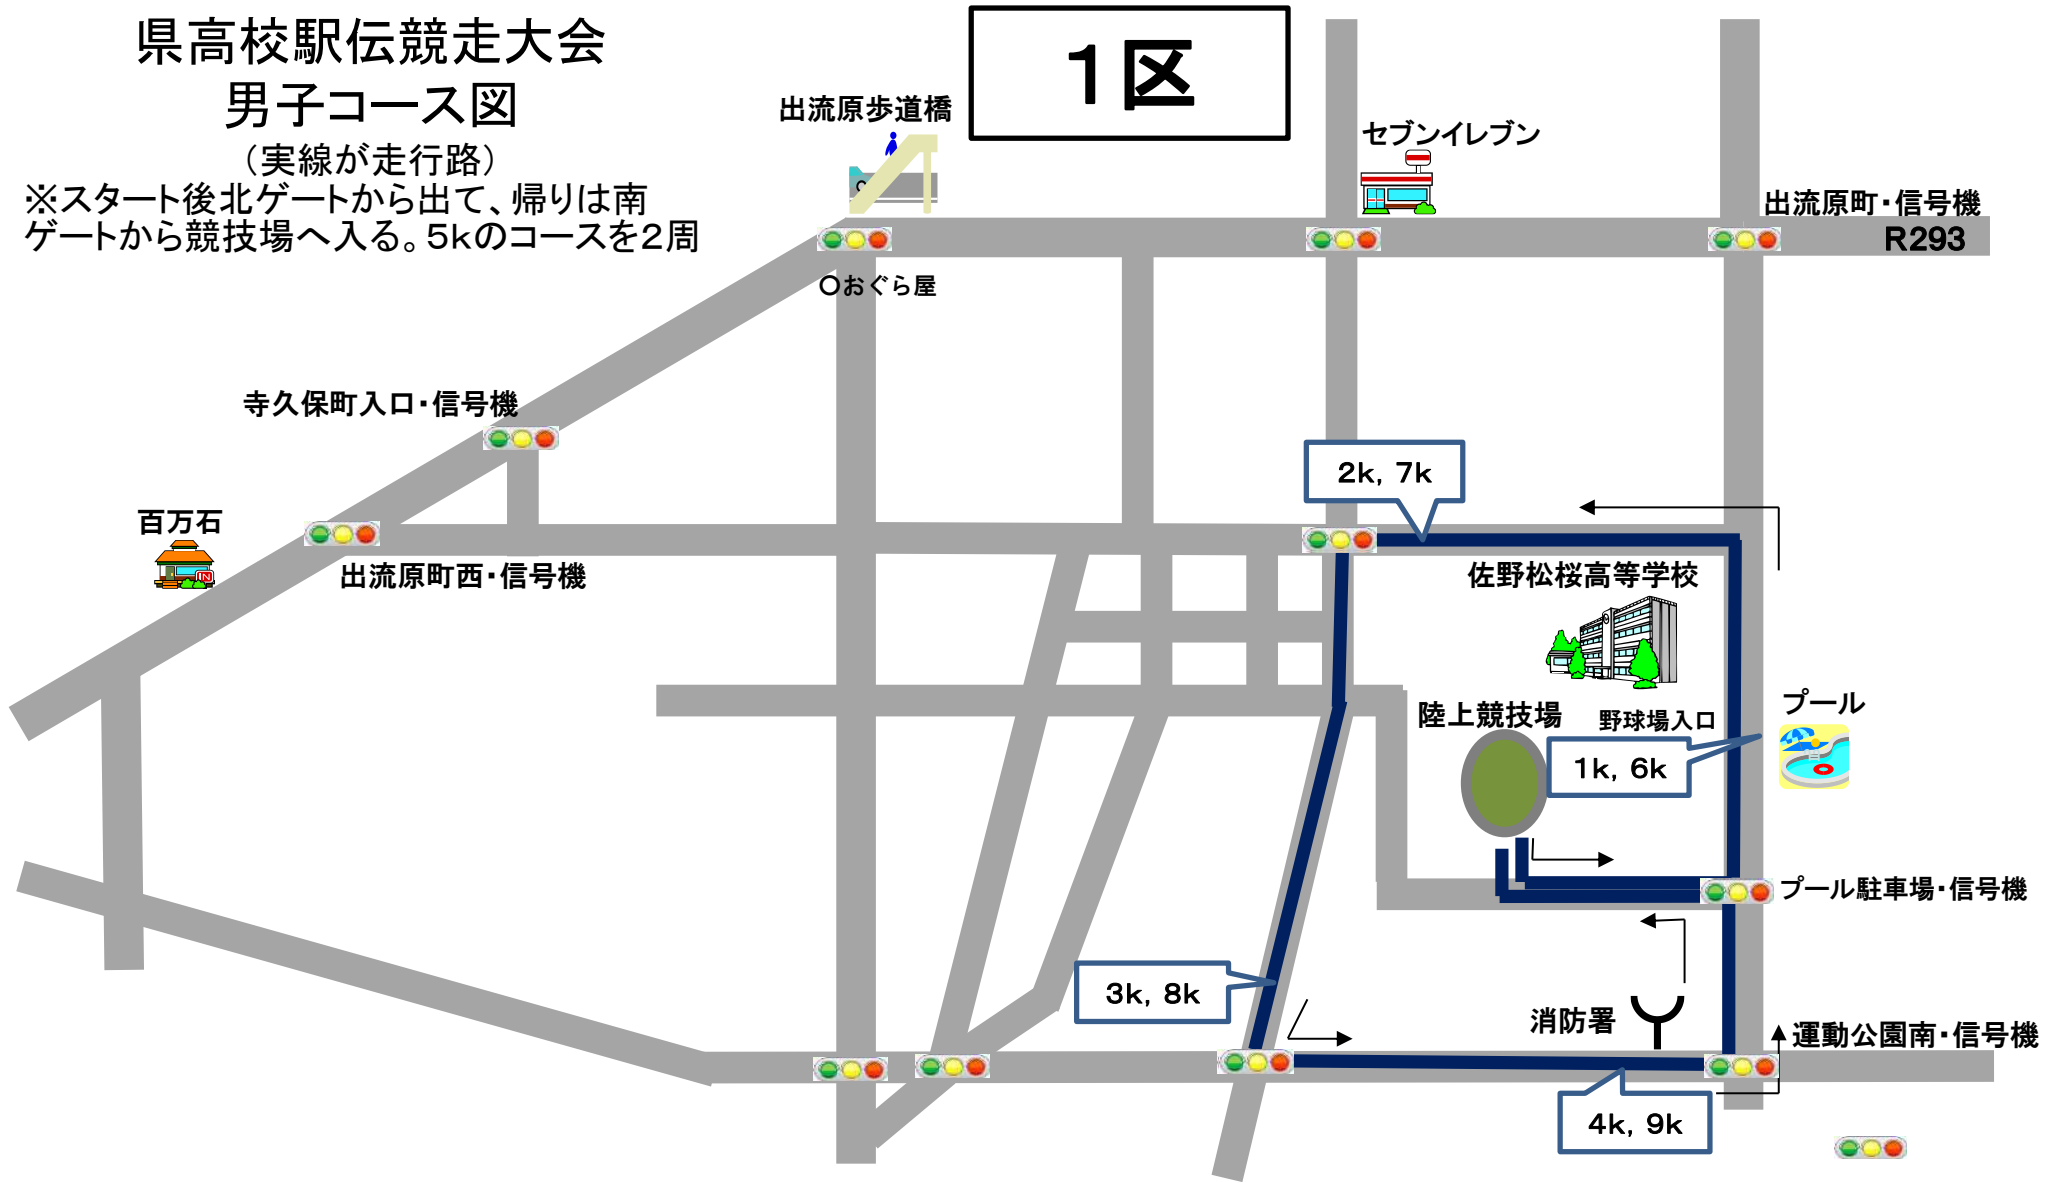 県高校駅伝競走大会
男子コース図
（実線が走行路）
※スタート後北ゲートから出て、帰りは南
ゲートから競技場へ入る。5kのコースを2周
1区
出流原歩道橋
セブンイレブン
出流原町・信号機
R293
○おぐら屋
寺久保町入口・信号機
2k, 7k
百万石
IN
出流原町西・信号機
佐野松桜高等学校
プール
陸上競技場
野球場入口
1k, 6k
プール駐車場・信号機
3k, 8k
消防署
運動公園南・信号機
4k, 9k